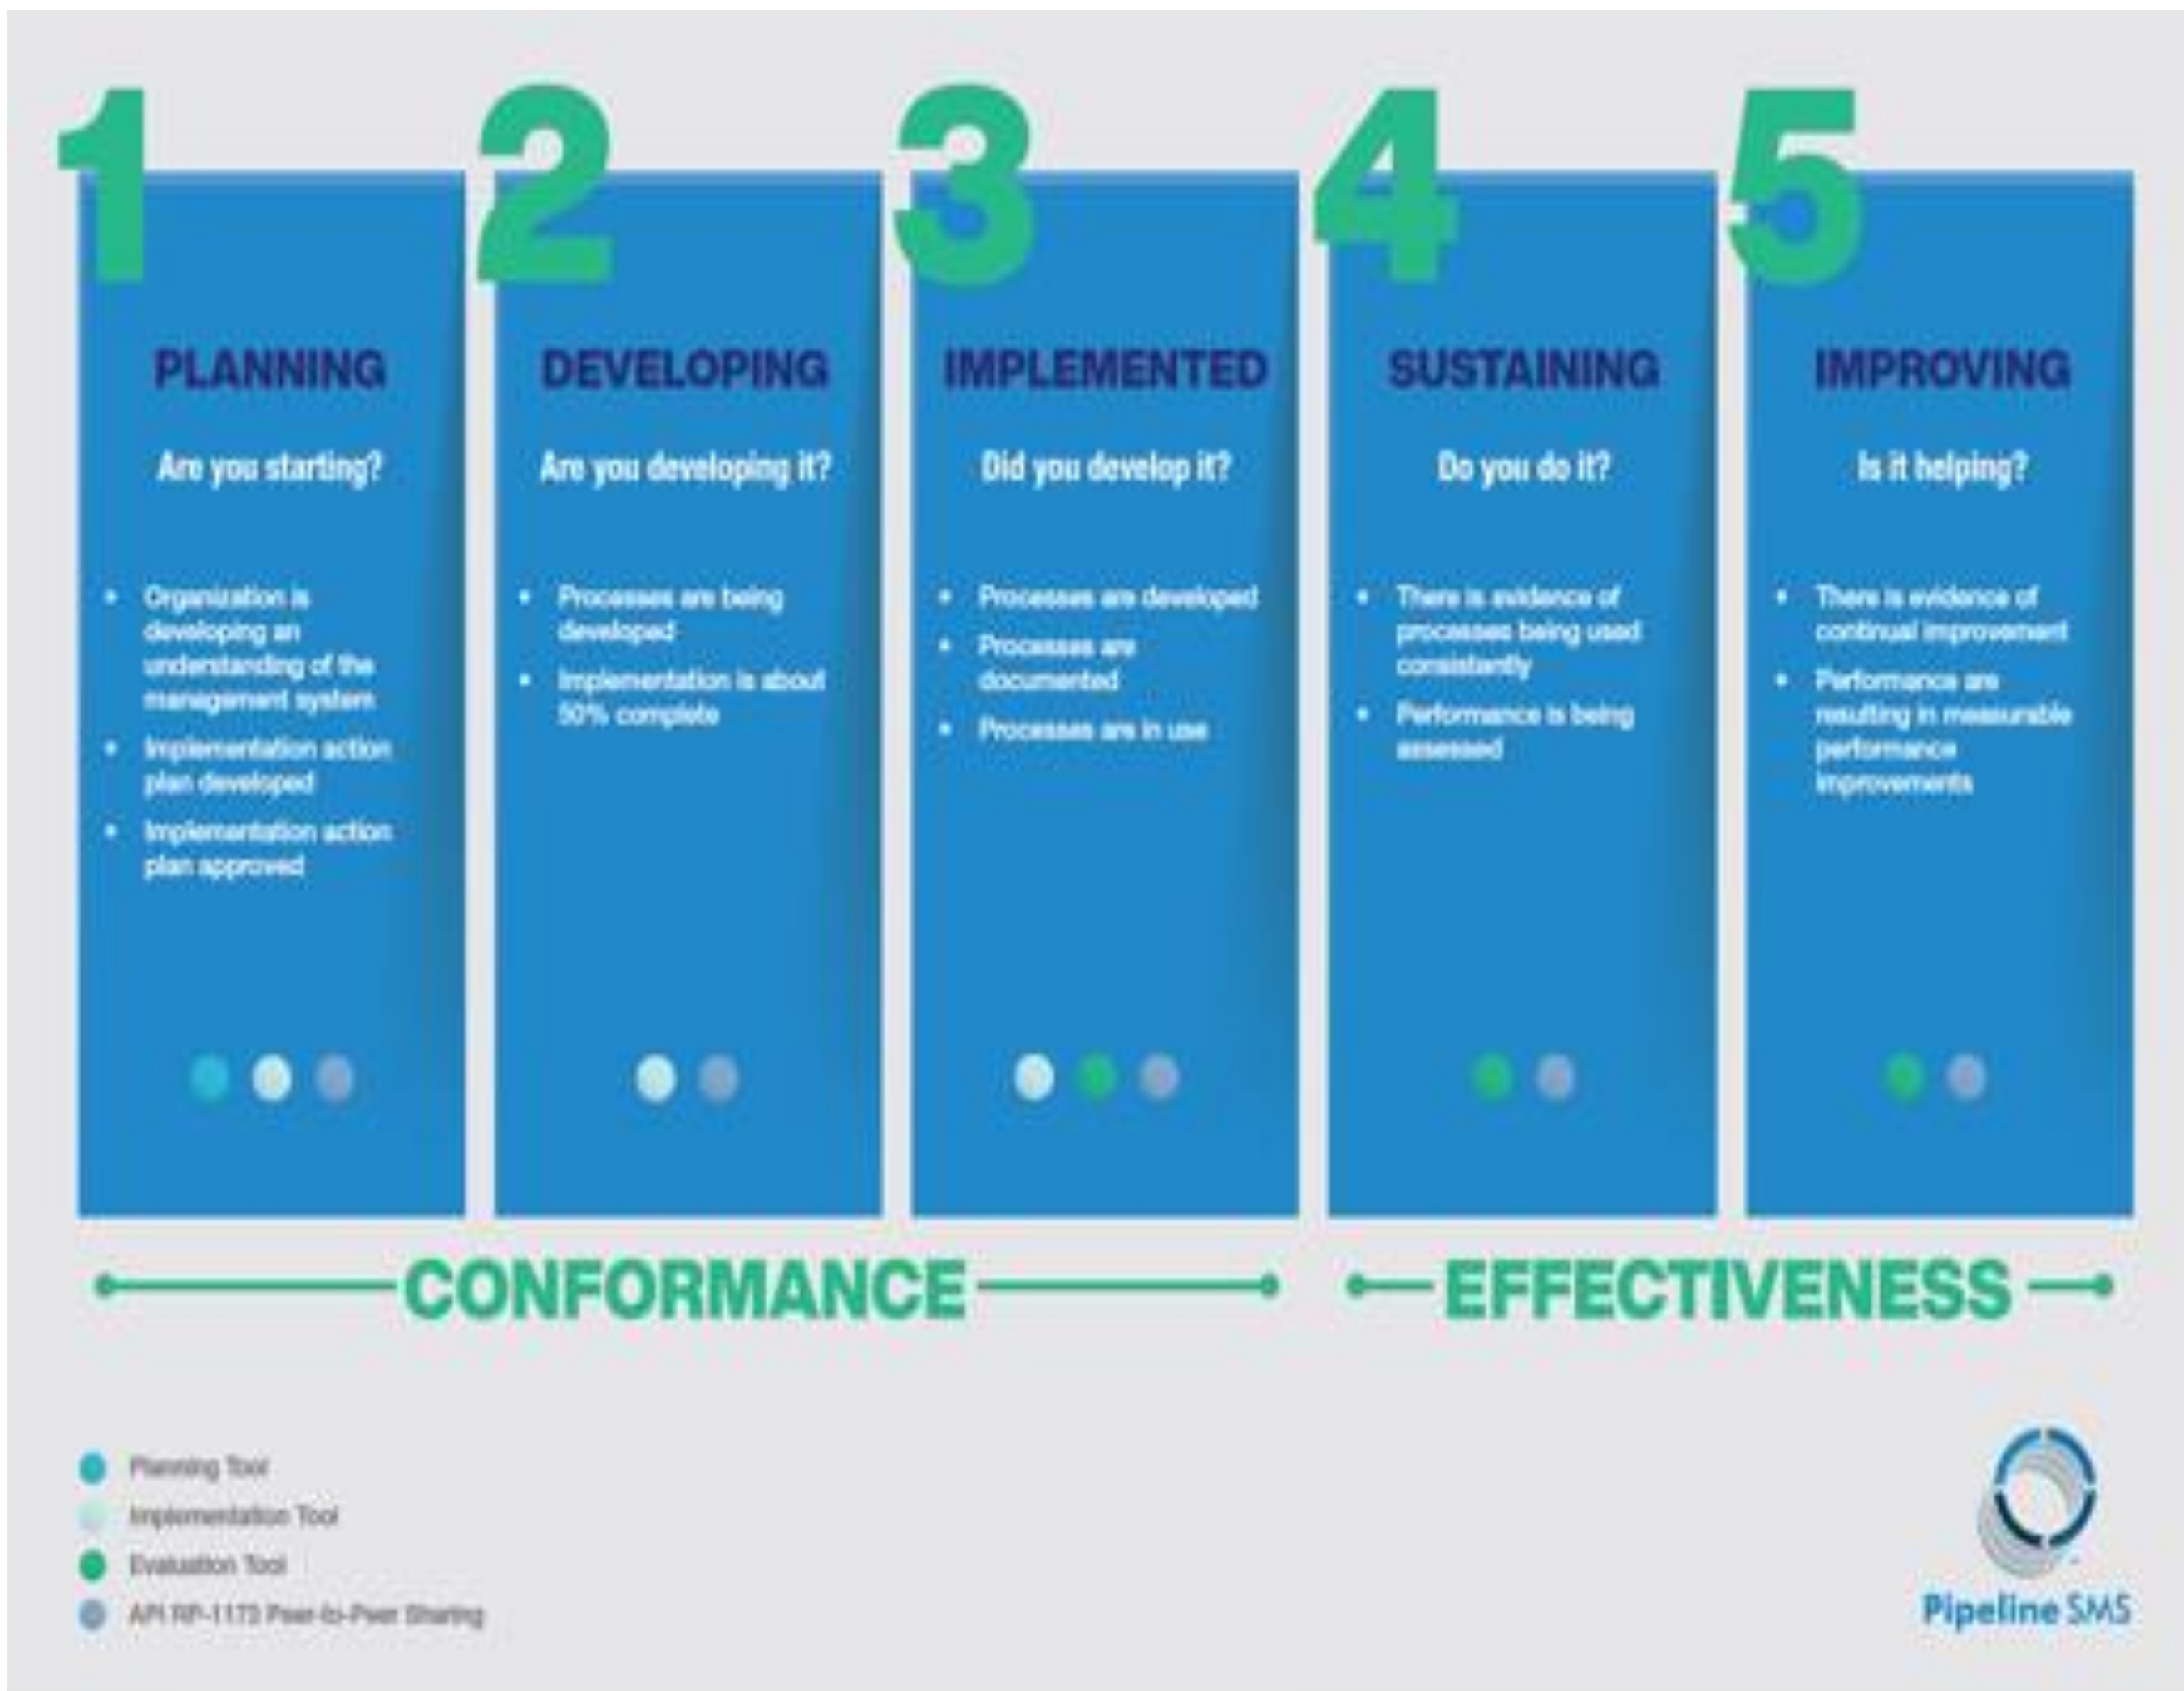 1
PLANNING
Are you starting?
• Organization is
developing an
understanding of the
management system
• Implementation action
plan developed
• Implementation action
plan approved
2
DEVELOPING
Are you developing it?
• Processes are being
developed
• Implementation is about
50% complete
3
IMPLEMENTED
Did you develop it?
• Processes are developed
• Processes are
documented
• Processes are in use
4
SUSTAINING
Do you do it?
• There is evidence of
processes being used
consistently
• Performance is being
assessed
5
IMPROVING
Is it helping?
• There is evidence of
continual improvement
• Performance are
resulting in measurable
performance
improvements
CONFORMANCE
EFFECTIVENESS
Planning Tool
Implementation Tool
Evaluation Tool
API RP-1173 Peer-to-Peer Sharing
Pipeline SMS